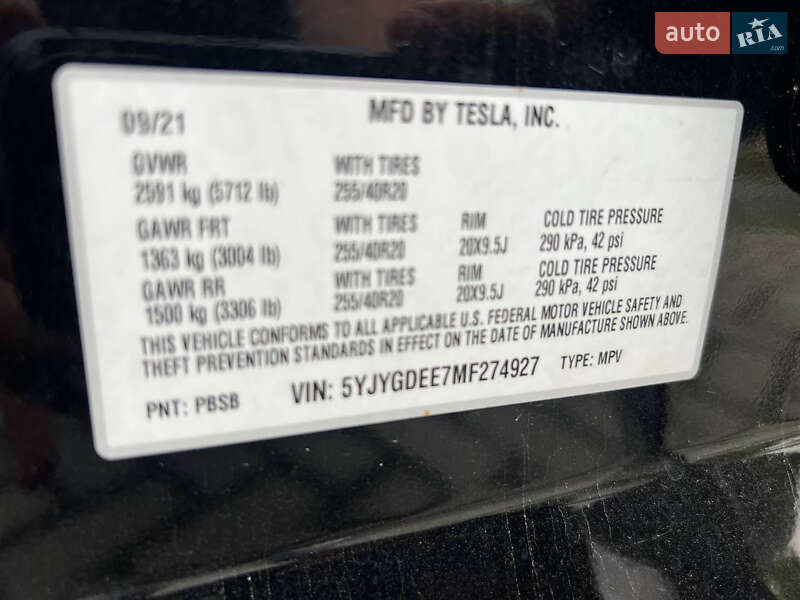 auto RIA.com
09/21 MFD BY TESLA, INC.
GVWR WITH TIRES
2591 kg (5712 lb) 255/40R20
GAWR FRT WITH TIRES RIM COLD TIRE PRESSURE
1363 kg (3004 lb) 255/40R20 20X9.5J 290 kPa, 42 psi
GAWR RR WITH TIRES RIM COLD TIRE PRESSURE
1500 kg (3306 lb) 255/40R20 20X9.5J 290 kPa, 42 psi
THIS VEHICLE CONFORMS TO ALL APPLICABLE U.S. FEDERAL MOTOR VEHICLE SAFETY AND
THEFT PREVENTION STANDARDS IN EFFECT ON THE DATE OF MANUFACTURE SHOWN ABOVE.
PNT: PBSB VIN: 5YJYGDEE7MF274927 TYPE: MPV